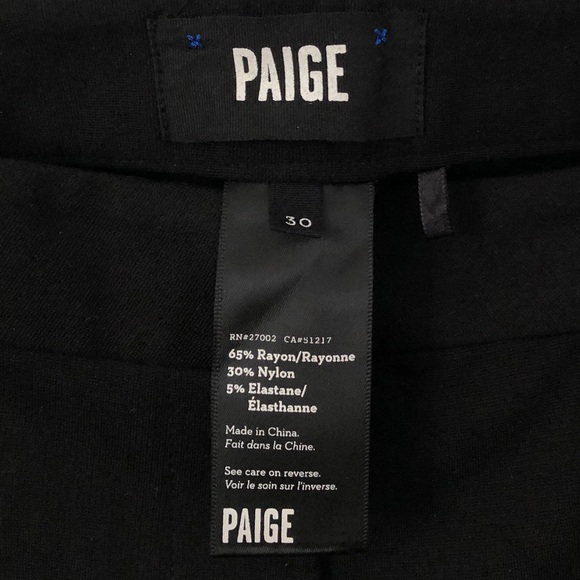 PAIGE
30
RN#27002 CA#51217
65% Rayon/Rayonne
30% Nylon
5% Elastane/
Élasthanne
Made in China.
Fait dans la Chine.
See care on reverse.
Voir le soin sur l'inverse.
PAIGE